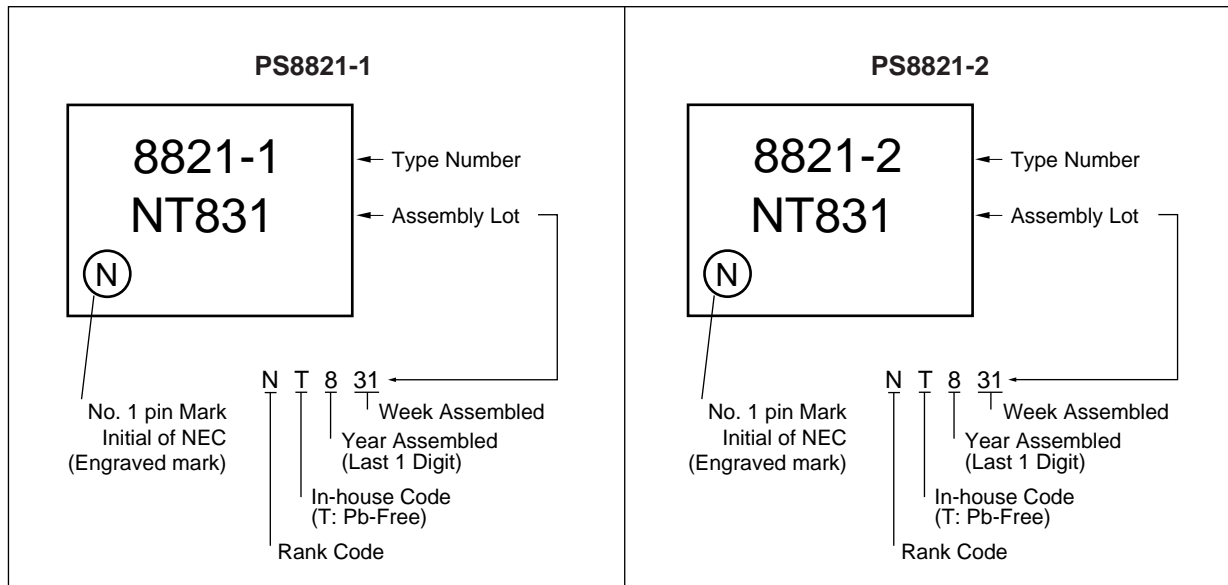 PS8821-1
8821-1
Type Number
NT831
Assembly Lot
N
N T 8 31
No. 1 pin Mark
Initial of NEC
(Engraved mark)
Week Assembled
Year Assembled
(Last 1 Digit)
In-house Code
(T: Pb-Free)
Rank Code
PS8821-2
8821-2
Type Number
NT831
Assembly Lot
N
N T 8 31
No. 1 pin Mark
Initial of NEC
(Engraved mark)
Week Assembled
Year Assembled
(Last 1 Digit)
In-house Code
(T: Pb-Free)
Rank Code